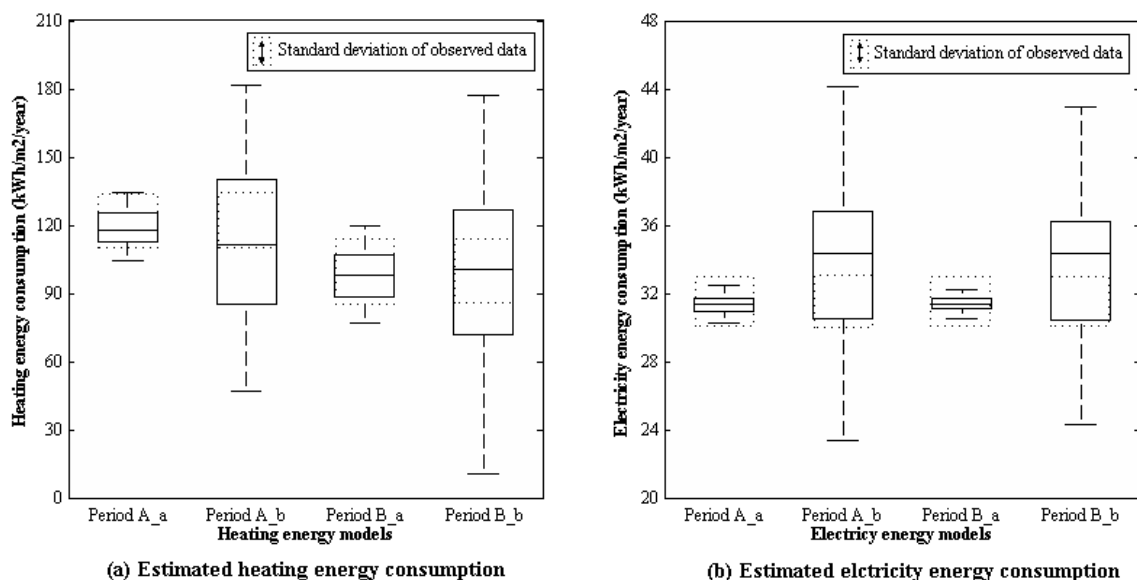 Heating energy consumption (kWh/m2/year)
210
180
150
120
90
60
30
0
Standard deviation of observed data
Period A_a
Period A_b
Period B_a
Period B_b
Heating energy models
(a) Estimated heating energy consumption
Electricity energy consumption (kWh/m2/year)
48
44
40
36
32
28
24
20
Standard deviation of observed data
Period A_a
Period A_b
Period B_a
Period B_b
Electricy energy models
(b) Estimated elctricity energy consumption